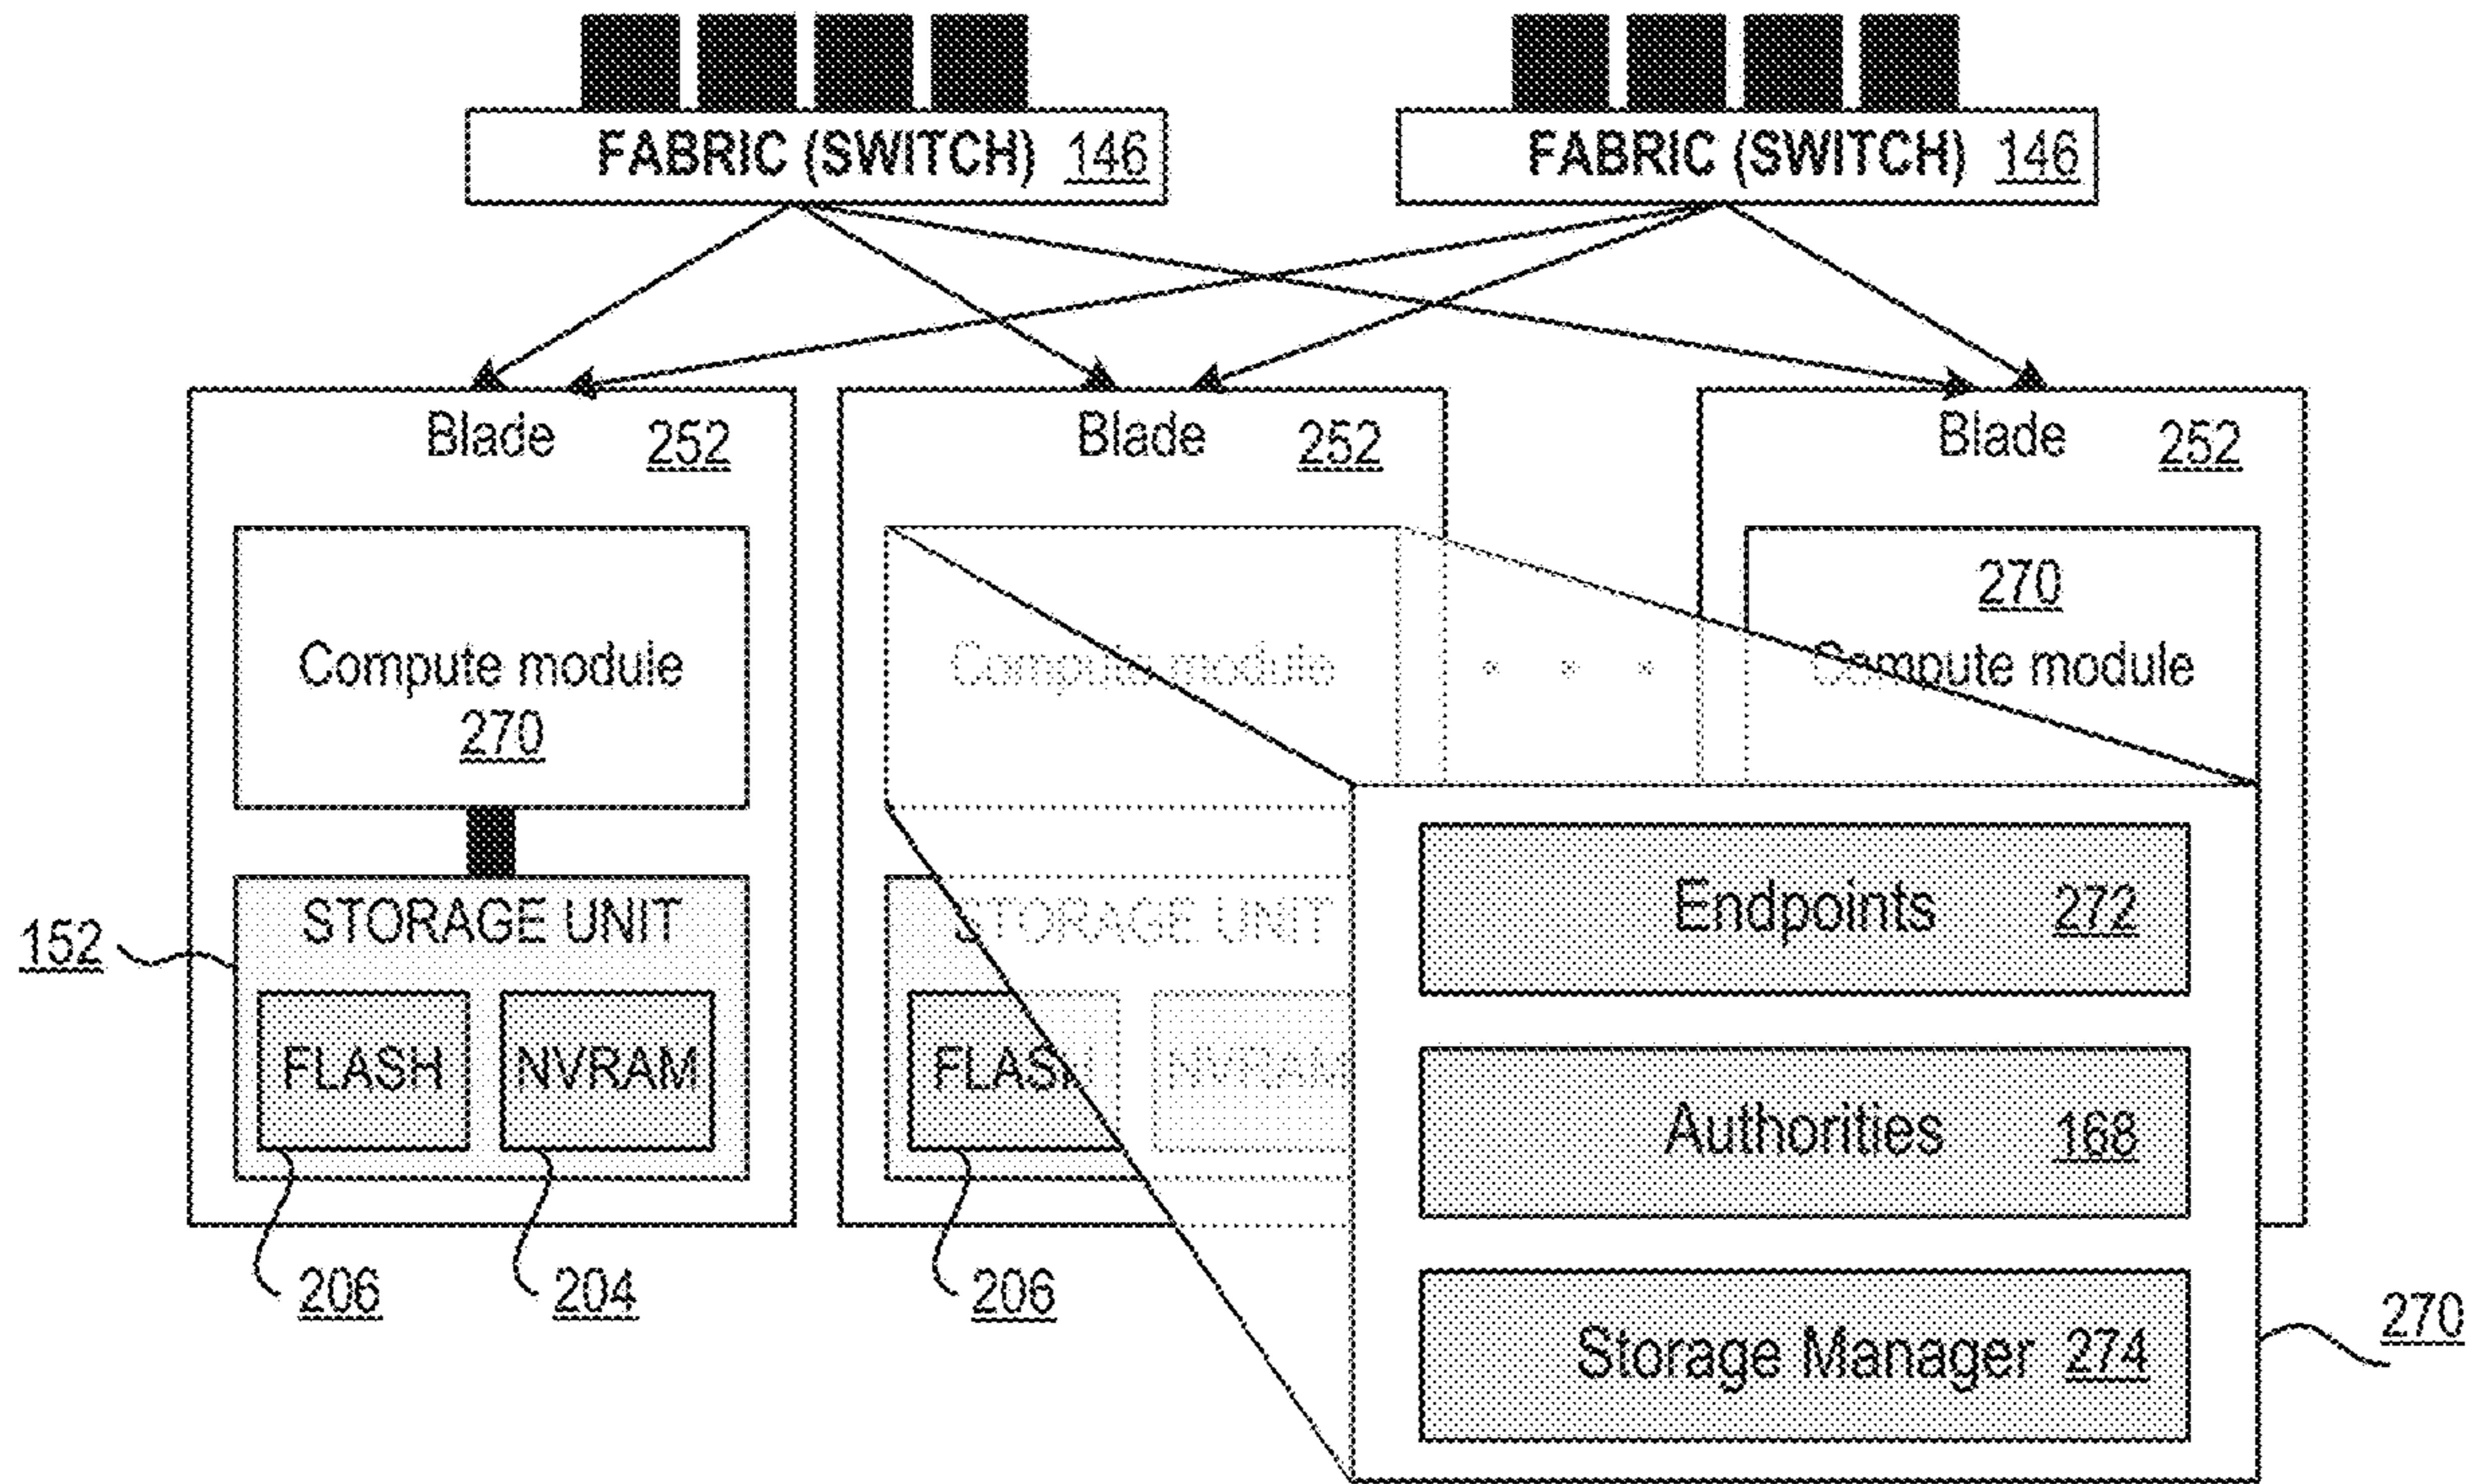 FABRIC (SWITCH) 146
FABRIC (SWITCH) 146
Blade 252
Blade 252
Blade 252
Compute module
270
Compute module
270
Compute module
STORAGE UNIT
152
FLASH
NVRAM
STORAGE UNIT
FLASH
NVRAM
206
204
206
Endpoints 272
Authorities 168
Storage Manager 274
270